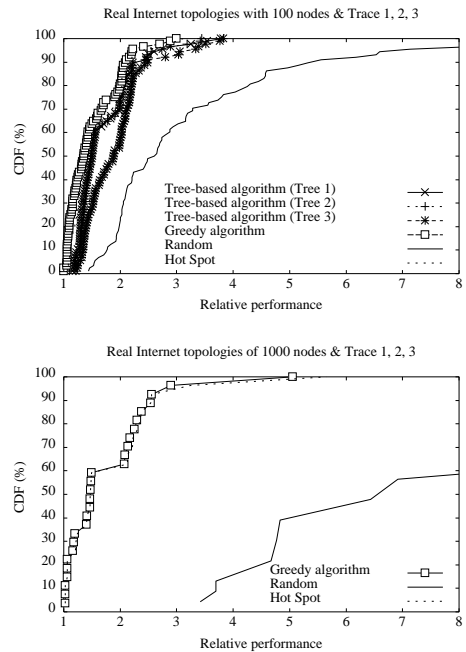 Real Internet topologies with 100 nodes & Trace 1, 2, 3
100
90
80
70
60
50
40
30
20
10
0
CDF (%)
Tree-based algorithm (Tree 1)
Tree-based algorithm (Tree 2)
Tree-based algorithm (Tree 3)
Greedy algorithm
Random
Hot Spot
1 2 3 4 5 6 7 8
Relative performance
Real Internet topologies of 1000 nodes & Trace 1, 2, 3
100
90
80
70
60
50
40
30
20
10
0
CDF (%)
Greedy algorithm
Random
Hot Spot
1 2 3 4 5 6 7 8
Relative performance